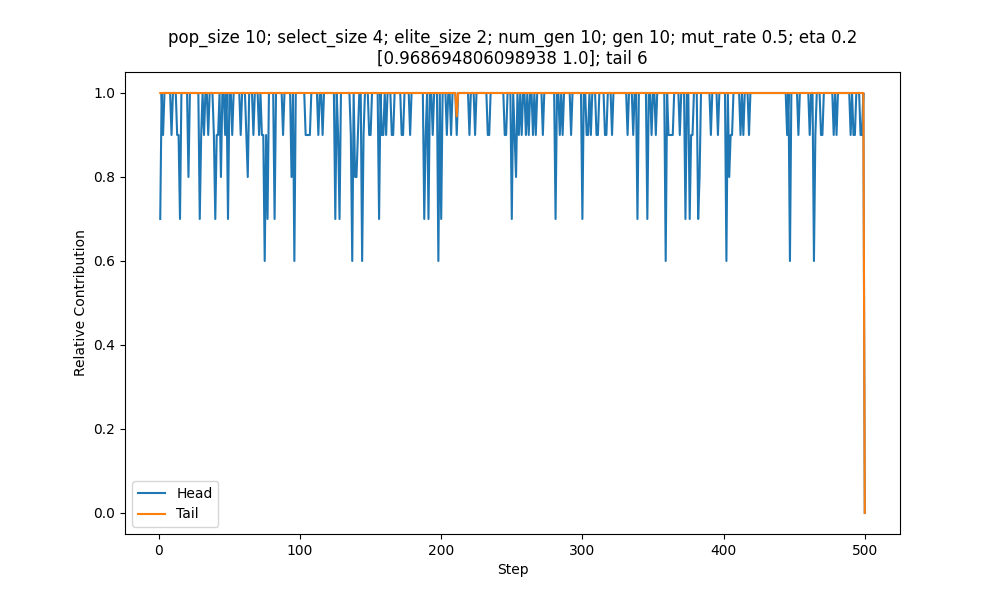 pop_size 10; select_size 4; elite_size 2; num_gen 10; gen 10; mut_rate 0.5; eta 0.2
[0.968694806098938 1.0]; tail 6
1.0
0.8
0.6
0.4
0.2
0.0
Relative Contribution
Head
Tail
0 100 200 300 400 500
Step